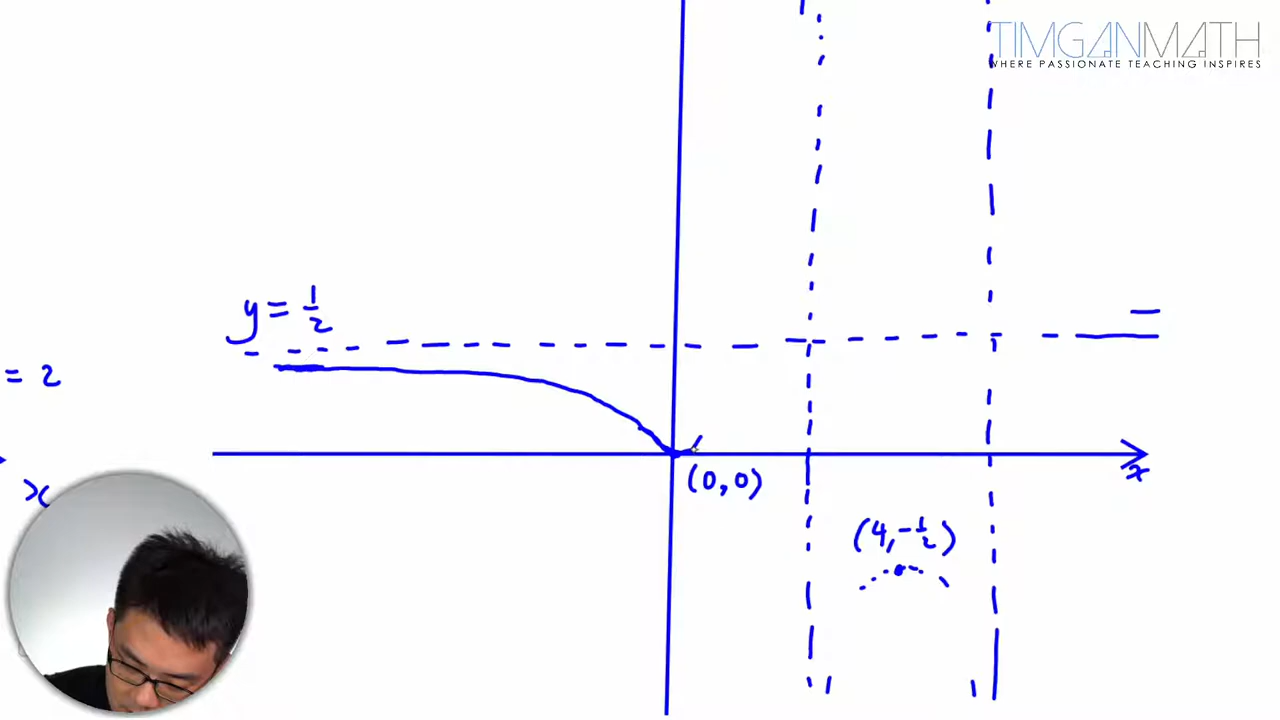 TIMGANMATH
WHERE PASSIONATE TEACHING INSPIRES
y = 1/2
= 2
x
(0,0)
x
(4,-1/2)